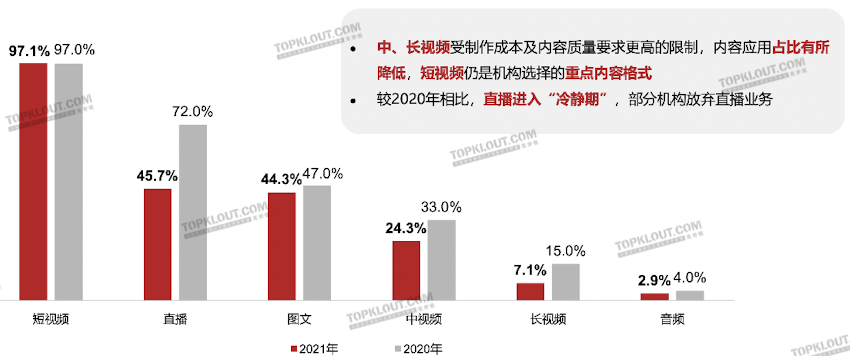 • 中、长视频受制作成本及内容质量要求更高的限制，内容应用占比有所
降低，短视频仍是机构选择的重点内容格式
• 较2020年相比，直播进入“冷静期”，部分机构放弃直播业务
97.1% 97.0%
45.7% 72.0%
44.3% 47.0%
24.3% 33.0%
7.1% 15.0%
2.9% 4.0%
短视频 直播 图文 中视频 长视频 音频
2021年 2020年
TOPKLOUT.COM
TOPKLOUT.COM
TOPKLOUT.COM
TOPKLOUT.COM
TOPKLOUT.COM
TOPKLOUT.COM
TOPKLOUT.COM